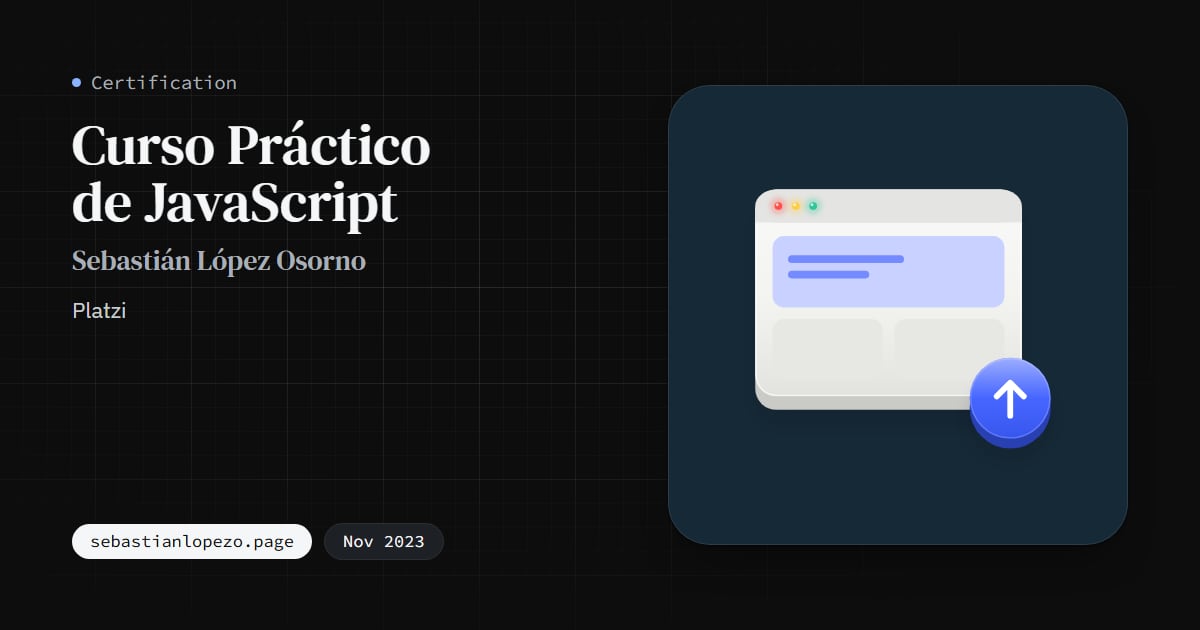 Certification
Curso Práctico
de JavaScript
Sebastián López Osorno
Platzi
sebastianlopezo.page
Nov 2023